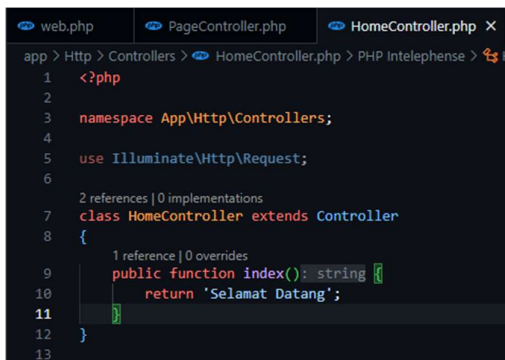 web.php PageController.php HomeController.php
app > Http > Controllers > HomeController.php > PHP Intelephense >
1 <?php
2
3 namespace App\Http\Controllers;
4
5 use Illuminate\Http\Request;
6
2 references | 0 implementations
7 class HomeController extends Controller
8 {
1 reference | 0 overrides
9 public function index(): string {
10 return 'Selamat Datang';
11 }
12 }
13